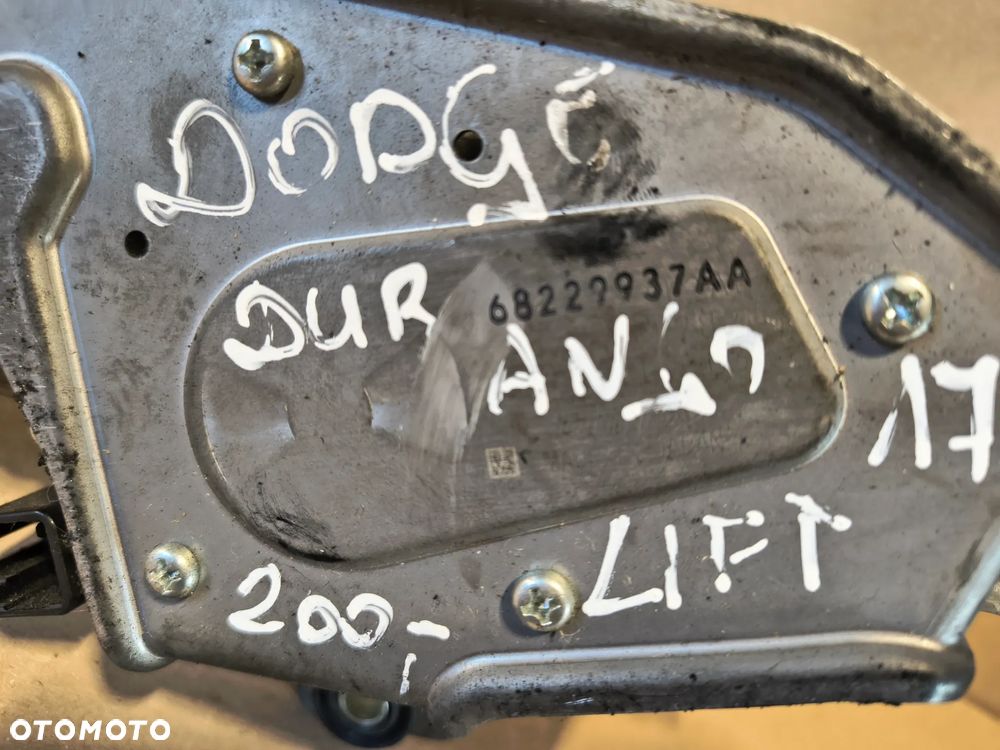 DODGE
68229937AA
DURANGO
17
LIFT
200,-
OTOMOTO